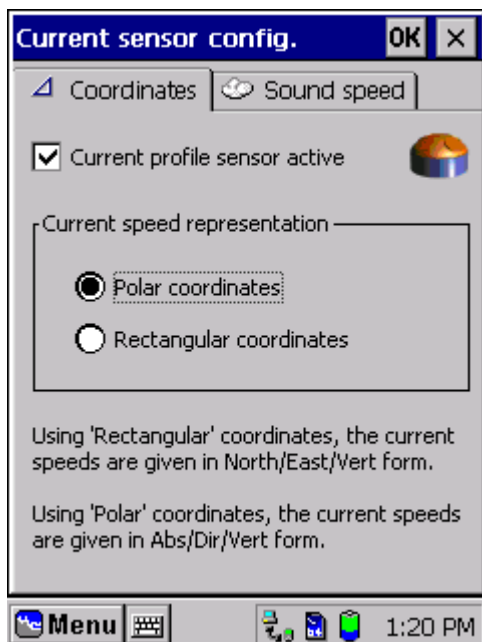 Current sensor config. OK ×
Coordinates Sound speed
Current profile sensor active
Current speed representation
Polar coordinates
Rectangular coordinates
Using 'Rectangular' coordinates, the current
speeds are given in North/East/Vert form.
Using 'Polar' coordinates, the current speeds
are given in Abs/Dir/Vert form.
Menu 1:20 PM